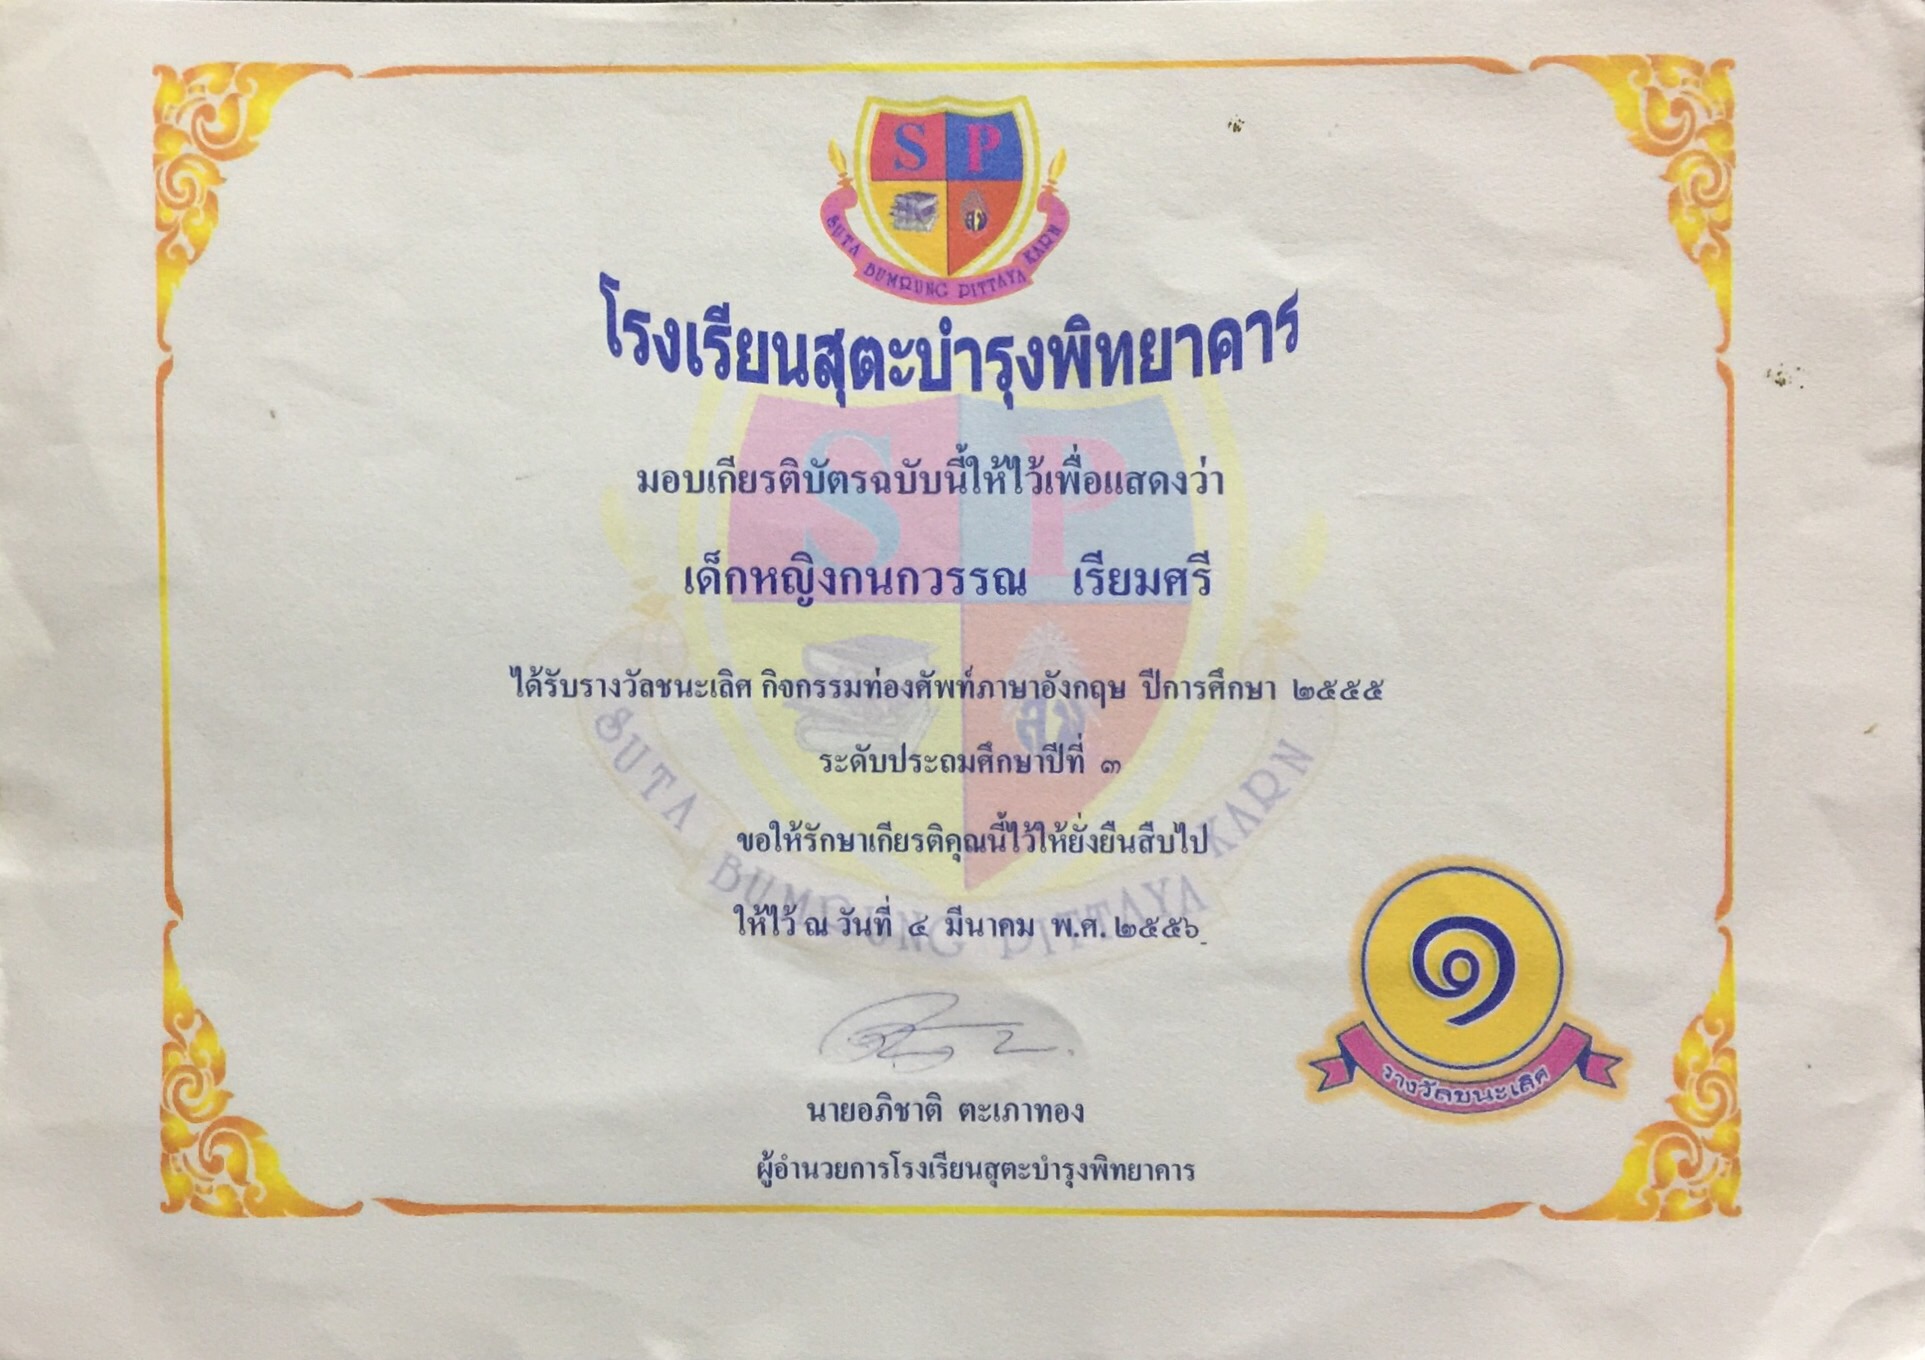 S P
SUTA BUMRUNG PITTAYA KARN
โรงเรียนสุตะบำรุงพิทยาคาร
มอบเกียรติบัตรฉบับนี้ให้ไว้เพื่อแสดงว่า
เด็กหญิงกนกวรรณ เรียมศรี
ได้รับรางวัลชนะเลิศ กิจกรรมท่องศัพท์ภาษาอังกฤษ ปีการศึกษา ๒๕๕๕
ระดับประถมศึกษาปีที่ ๓
ขอให้รักษาเกียรติคุณนี้ไว้ให้ยั่งยืนสืบไป
ให้ไว้ ณ วันที่ ๔ มีนาคม พ.ศ. ๒๕๕๖
S P
SUTA BUMRUNG PITTAYA KARN
๑
รางวัลชนะเลิศ
นายอภิชาติ ตะเภาทอง
ผู้อำนวยการโรงเรียนสุตะบำรุงพิทยาคาร